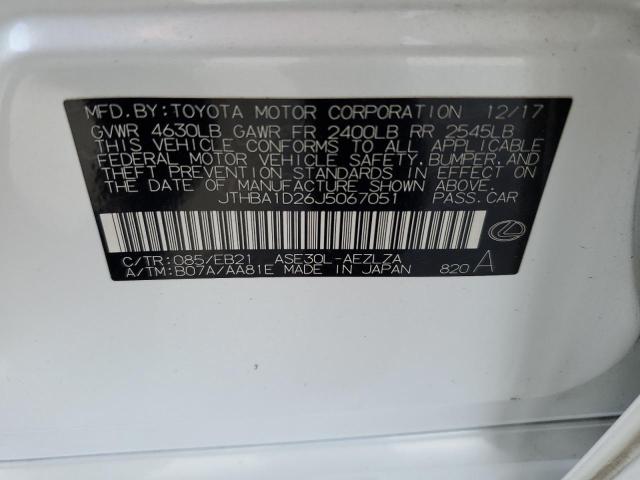 MFD.BY:TOYOTA MOTOR CORPORATION 12/17
GVWR 4630LB GAWR FR 2400LB RR 2545LB
THIS VEHICLE CONFORMS TO ALL APPLICABLE
FEDERAL MOTOR VEHICLE SAFETY,BUMPER,AND
THEFT PREVENTION STANDARDS IN EFFECT ON
THE DATE OF MANUFACTURE SHOWN ABOVE.
JTHBA1D26J5067051 PASS.CAR
C/TR:085/EB21 ASE30L-AEZLZA
A/TM:B07A/AA81E MADE IN JAPAN 820 A